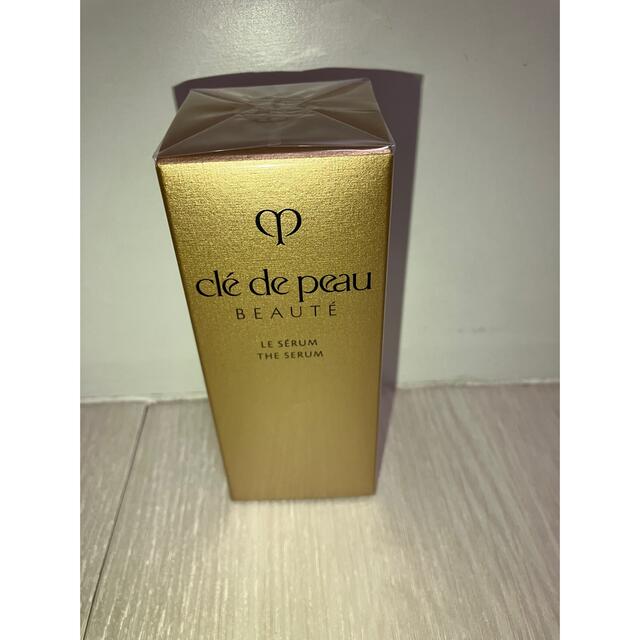 clé de peau
BEAUTÉ
LE SÉRUM
THE SERUM